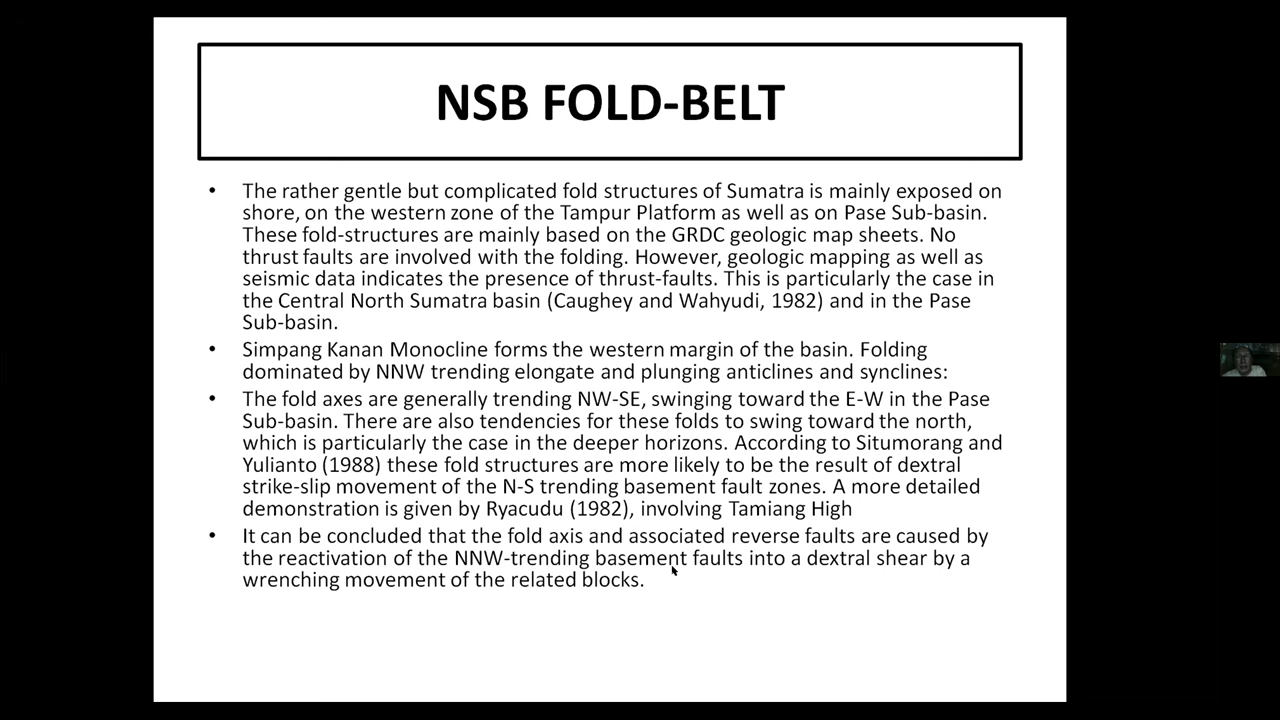 NSB FOLD-BELT
• The rather gentle but complicated fold structures of Sumatra is mainly exposed on
shore, on the western zone of the Tampur Platform as well as on Pase Sub-basin.
These fold-structures are mainly based on the GRDC geologic map sheets. No
thrust faults are involved with the folding. However, geologic mapping as well as
seismic data indicates the presence of thrust-faults. This is particularly the case in
the Central North Sumatra basin (Caughey and Wahyudi, 1982) and in the Pase
Sub-basin.
• Simpang Kanan Monocline forms the western margin of the basin. Folding
dominated by NNW trending elongate and plunging anticlines and synclines:
• The fold axes are generally trending NW-SE, swinging toward the E-W in the Pase
Sub-basin. There are also tendencies for these folds to swing toward the north,
which is particularly the case in the deeper horizons. According to Situmorang and
Yulianto (1988) these fold structures are more likely to be the result of dextral
strike-slip movement of the N-S trending basement fault zones. A more detailed
demonstration is given by Ryacudu (1982), involving Tamiang High
• It can be concluded that the fold axis and associated reverse faults are caused by
the reactivation of the NNW-trending basement faults into a dextral shear by a
wrenching movement of the related blocks.